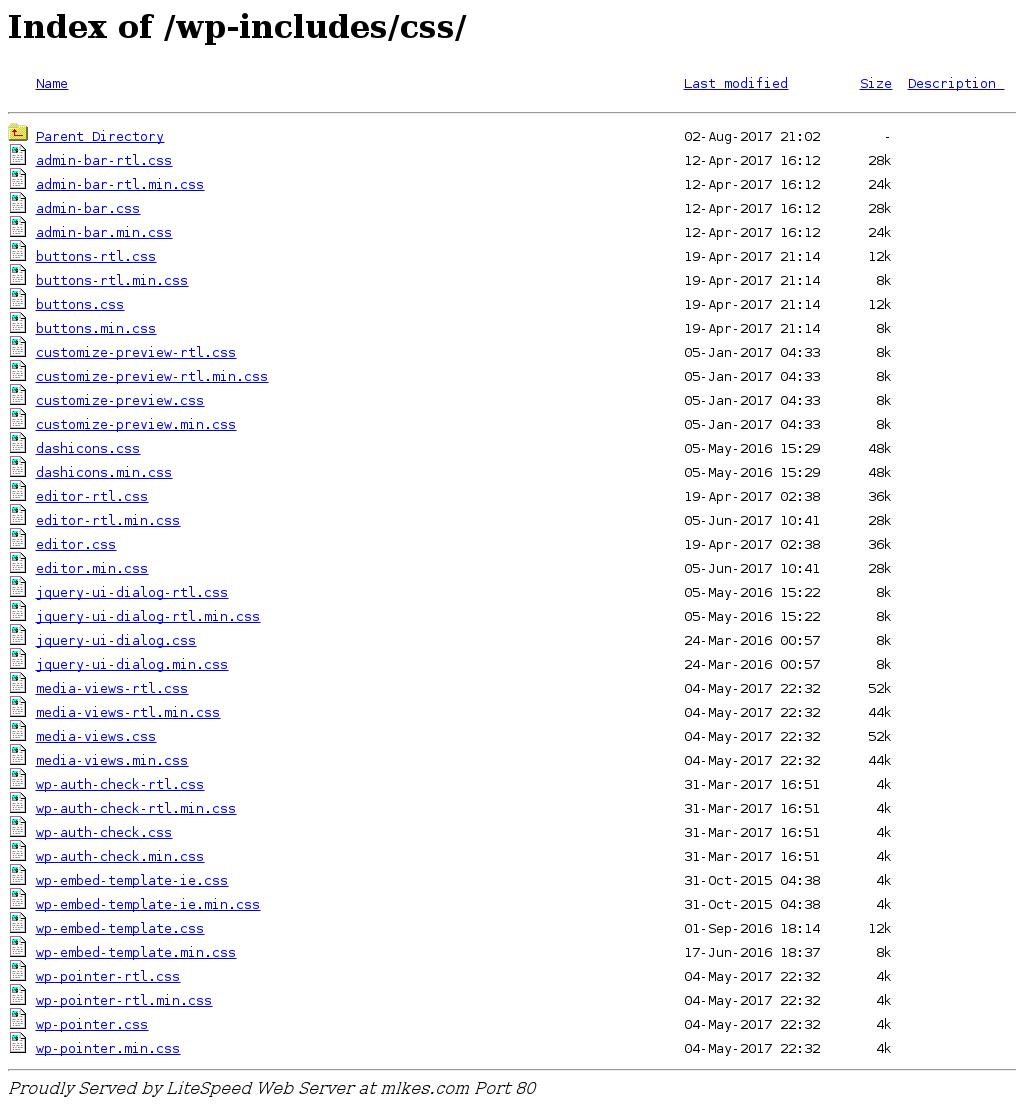 Index of /wp-includes/css/
Name Last modified Size Description
Parent Directory 02-Aug-2017 21:02 -
admin-bar-rtl.css 12-Apr-2017 16:12 28k
admin-bar-rtl.min.css 12-Apr-2017 16:12 24k
admin-bar.css 12-Apr-2017 16:12 28k
admin-bar.min.css 12-Apr-2017 16:12 24k
buttons-rtl.css 19-Apr-2017 21:14 12k
buttons-rtl.min.css 19-Apr-2017 21:14 8k
buttons.css 19-Apr-2017 21:14 12k
buttons.min.css 19-Apr-2017 21:14 8k
customize-preview-rtl.css 05-Jan-2017 04:33 8k
customize-preview-rtl.min.css 05-Jan-2017 04:33 8k
customize-preview.css 05-Jan-2017 04:33 8k
customize-preview.min.css 05-Jan-2017 04:33 8k
dashicons.css 05-May-2016 15:29 48k
dashicons.min.css 05-May-2016 15:29 48k
editor-rtl.css 19-Apr-2017 02:38 36k
editor-rtl.min.css 05-Jun-2017 10:41 28k
editor.css 19-Apr-2017 02:38 36k
editor.min.css 05-Jun-2017 10:41 28k
jquery-ui-dialog-rtl.css 05-May-2016 15:22 8k
jquery-ui-dialog-rtl.min.css 05-May-2016 15:22 8k
jquery-ui-dialog.css 24-Mar-2016 00:57 8k
jquery-ui-dialog.min.css 24-Mar-2016 00:57 8k
media-views-rtl.css 04-May-2017 22:32 52k
media-views-rtl.min.css 04-May-2017 22:32 44k
media-views.css 04-May-2017 22:32 52k
media-views.min.css 04-May-2017 22:32 44k
wp-auth-check-rtl.css 31-Mar-2017 16:51 4k
wp-auth-check-rtl.min.css 31-Mar-2017 16:51 4k
wp-auth-check.css 31-Mar-2017 16:51 4k
wp-auth-check.min.css 31-Mar-2017 16:51 4k
wp-embed-template-ie.css 31-Oct-2015 04:38 4k
wp-embed-template-ie.min.css 31-Oct-2015 04:38 4k
wp-embed-template.css 01-Sep-2016 18:14 12k
wp-embed-template.min.css 17-Jun-2016 18:37 8k
wp-pointer-rtl.css 04-May-2017 22:32 4k
wp-pointer-rtl.min.css 04-May-2017 22:32 4k
wp-pointer.css 04-May-2017 22:32 4k
wp-pointer.min.css 04-May-2017 22:32 4k
Proudly Served by LiteSpeed Web Server at mlkes.com Port 80